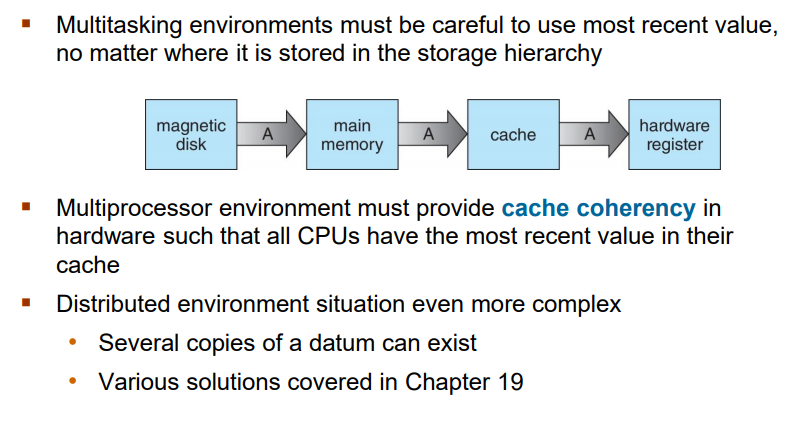 ▪ Multitasking environments must be careful to use most recent value,
no matter where it is stored in the storage hierarchy
magnetic
disk
A
main
memory
A
cache
A
hardware
register
▪ Multiprocessor environment must provide cache coherency in
hardware such that all CPUs have the most recent value in their
cache
▪ Distributed environment situation even more complex
• Several copies of a datum can exist
• Various solutions covered in Chapter 19